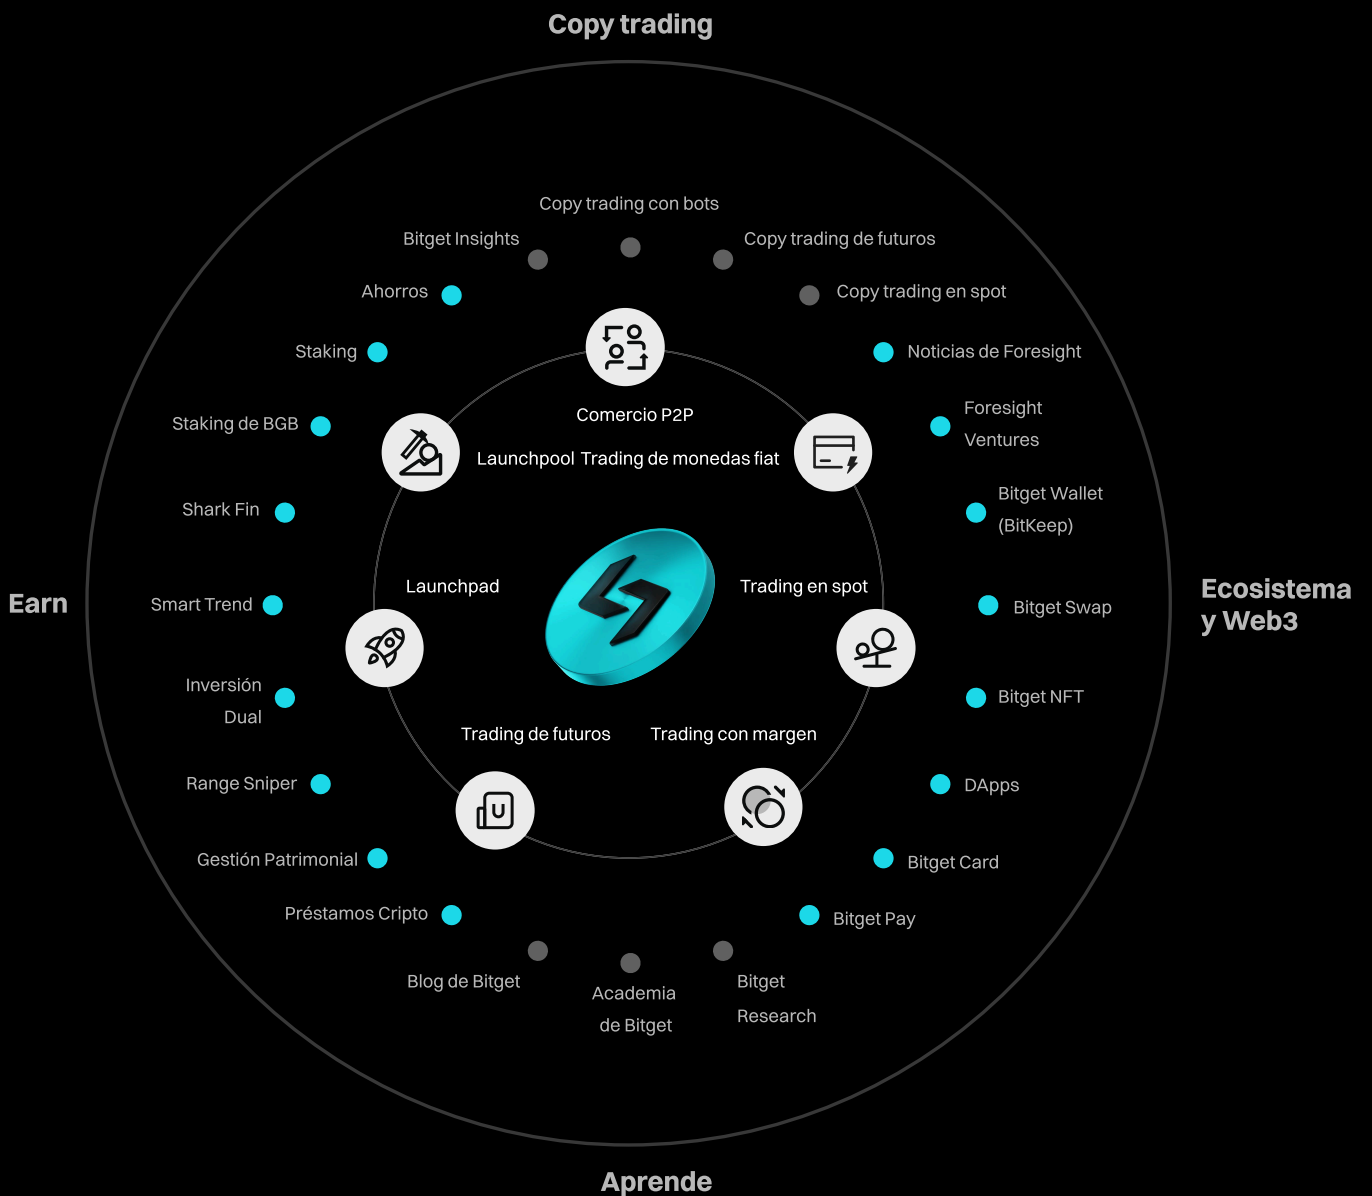 Copy trading
Copy trading con bots
Bitget Insights
Copy trading de futuros
Ahorros
Copy trading en spot
Staking
Noticias de Foresight
Comercio P2P
Foresight
Ventures
Staking de BGB
Launchpool
Trading de monedas fiat
Bitget Wallet
(BitKeep)
Shark Fin
Launchpad
Trading en spot
Earn
Smart Trend
Bitget Swap
Ecosistema
y Web3
Inversión
Dual
Bitget NFT
Trading de futuros
Trading con margen
Range Sniper
DApps
U
Gestión Patrimonial
Bitget Card
Préstamos Cripto
Bitget Pay
Blog de Bitget
Academia
de Bitget
Bitget
Research
Aprende